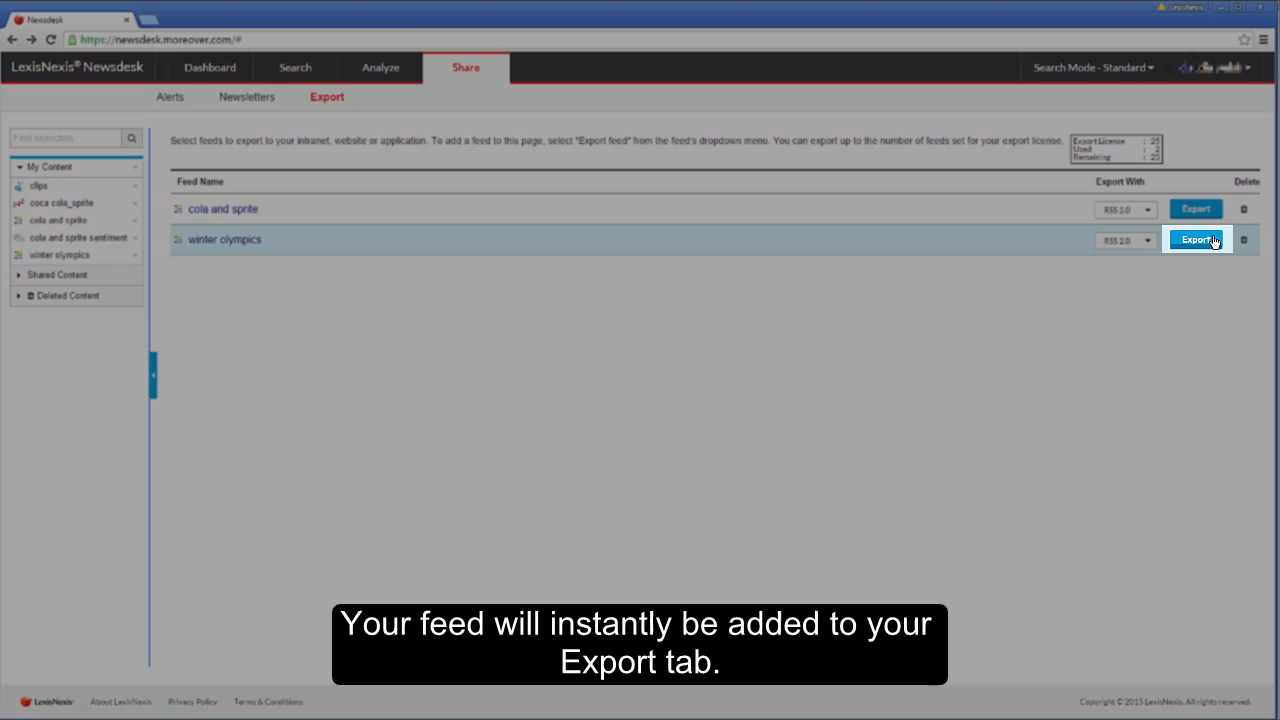 LexisNexis
Newsdesk
https://newsdesk.moreover.com/#
LexisNexis® Newsdesk
Dashboard
Search
Analyze
Share
Search Mode - Standard
Alerts
Newsletters
Export
Find searches
Select feeds to export to your intranet, website or application. To add a feed to this page, select "Export feed" from the feed's dropdown menu. You can export up to the number of feeds set for your export license.
Export License : 25
Used : 2
Remaining : 23
My Content
clips
coca cola_sprite
cola and sprite
cola and sprite sentiment
winter olympics
Shared Content
Deleted Content
Feed Name
Export With
Delete
cola and sprite
RSS 2.0
Export
winter olympics
RSS 2.0
Export
Your feed will instantly be added to your
Export tab.
LexisNexis
About LexisNexis
Privacy Policy
Terms & Conditions
Copyright © 2015 LexisNexis. All rights reserved.